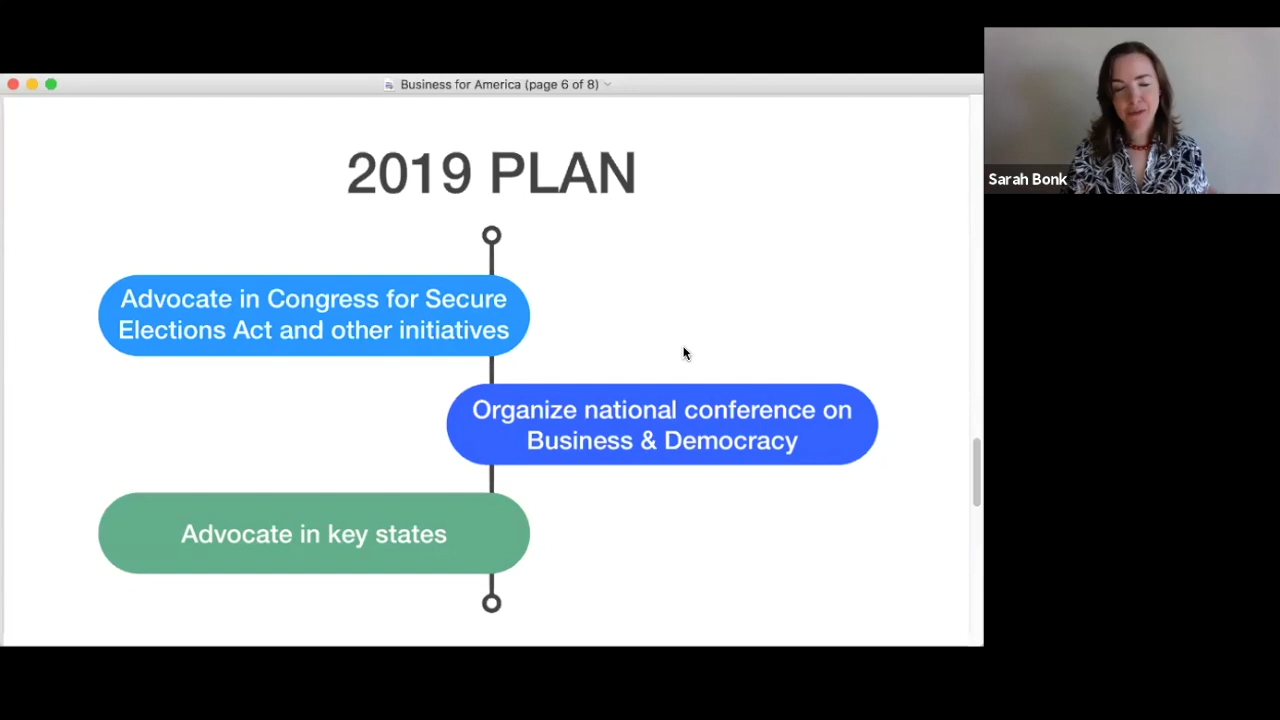 Business for America (page 6 of 8)
2019 PLAN
Advocate in Congress for Secure
Elections Act and other initiatives
Organize national conference on
Business & Democracy
Advocate in key states
Sarah Bonk